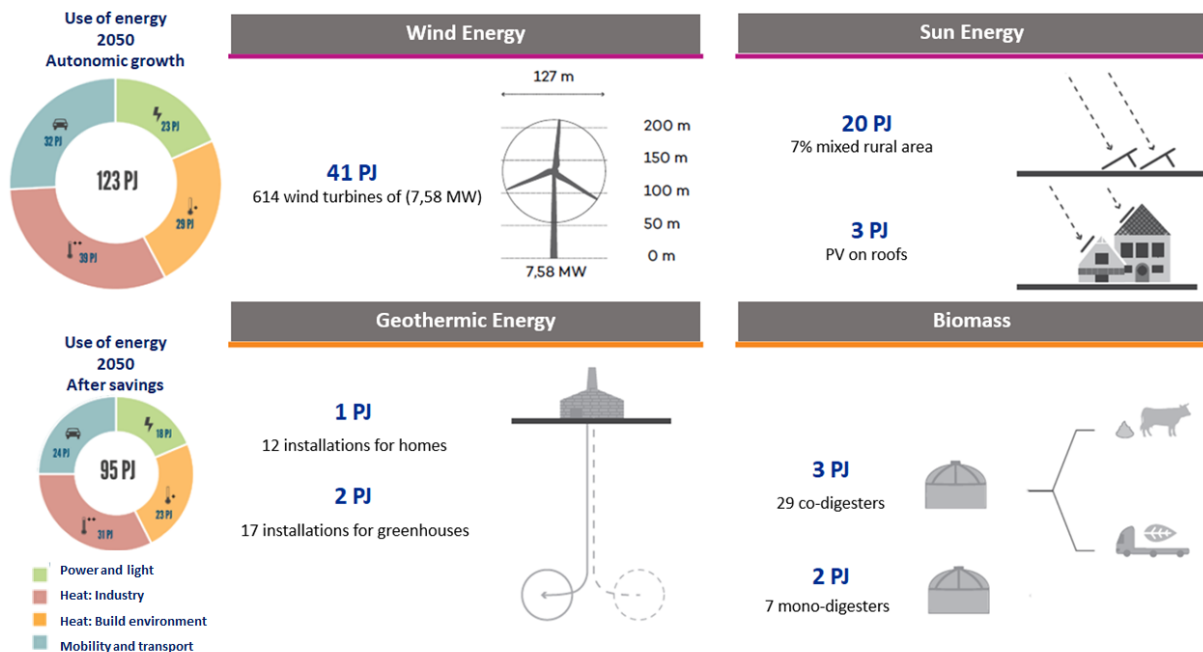 Use of energy
2050
Autonomic growth
23 PJ
29 PJ
39 PJ
32 PJ
123 PJ
Use of energy
2050
After savings
18 PJ
23 PJ
31 PJ
24 PJ
95 PJ
Power and light
Heat: Industry
Heat: Build environment
Mobility and transport
Wind Energy
41 PJ
614 wind turbines of (7,58 MW)
127 m
200 m
150 m
100 m
50 m
0 m
7,58 MW
Sun Energy
20 PJ
7% mixed rural area
3 PJ
PV on roofs
Geothermic Energy
1 PJ
12 installations for homes
2 PJ
17 installations for greenhouses
Biomass
3 PJ
29 co-digesters
2 PJ
7 mono-digesters